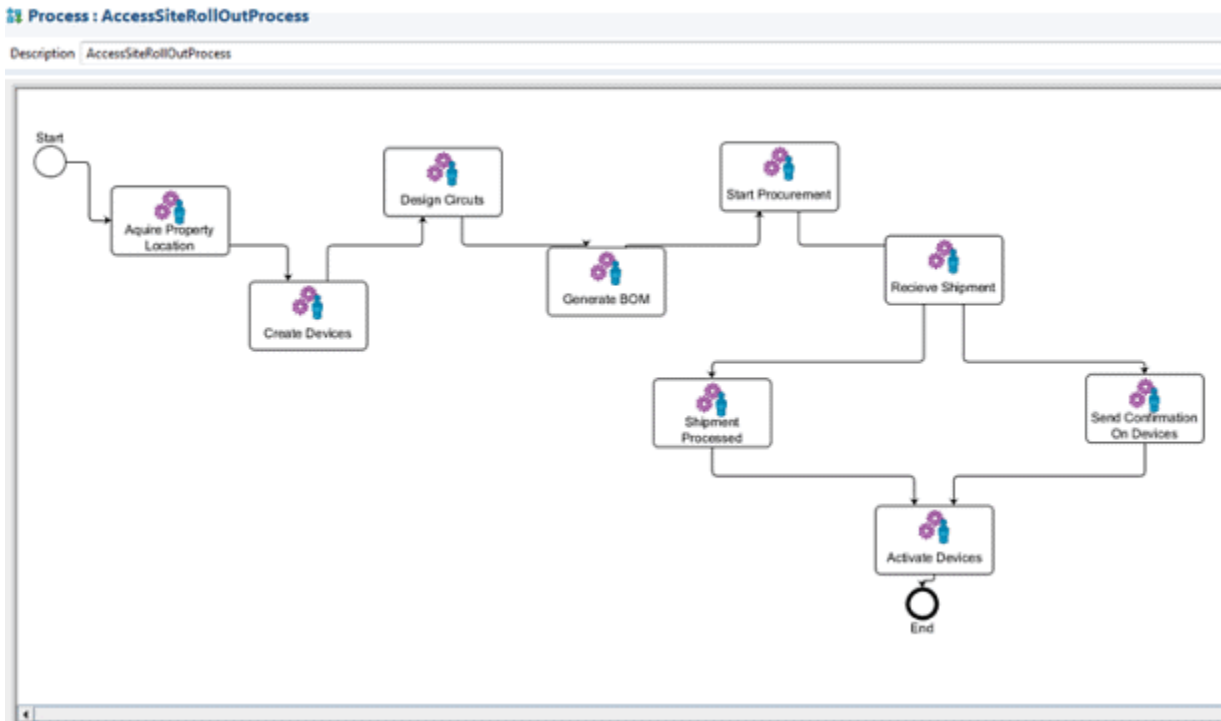 Process : AccessSiteRollOutProcess
Description AccessSiteRollOutProcess
Start
Aquire Property
Location
Create Devices
Design Circuts
Generate BOM
Start Procurement
Recieve Shipment
Shipment
Processed
Send Confirmation
On Devices
Activate Devices
End